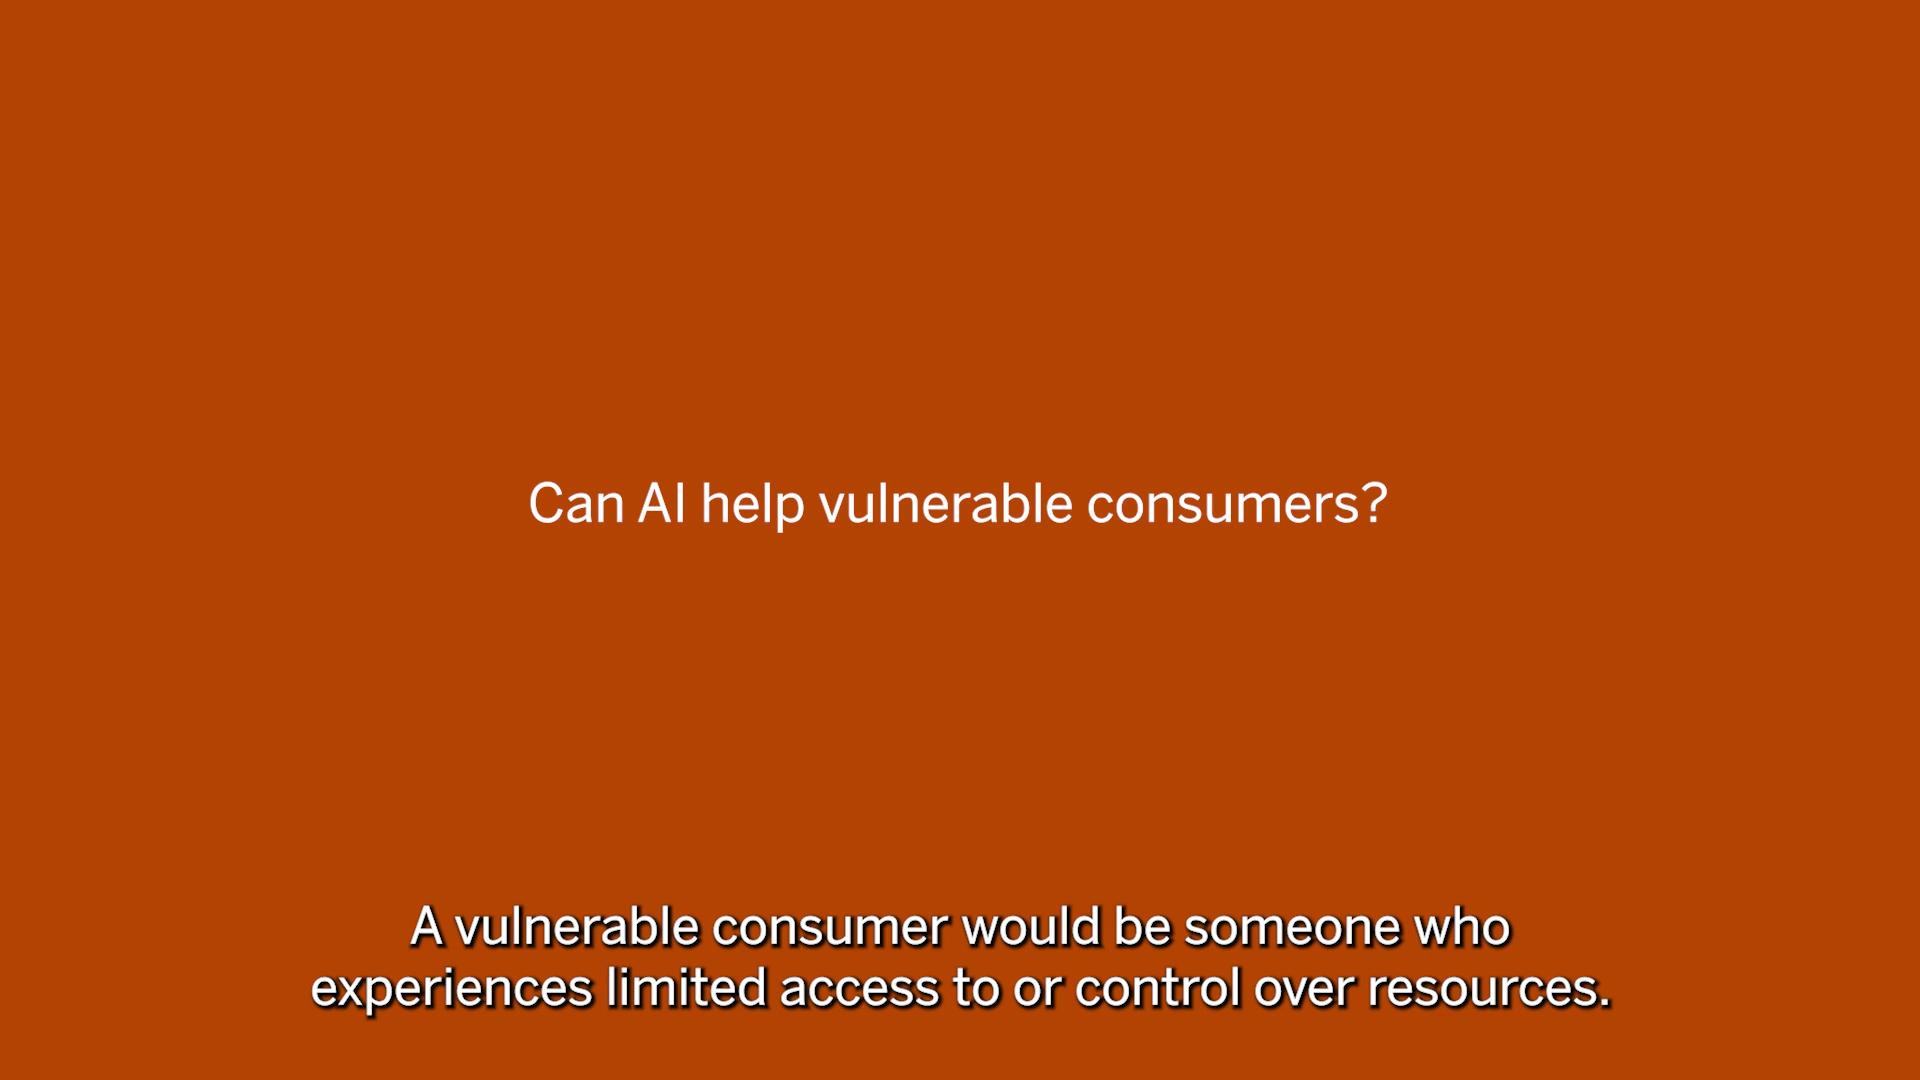 Can AI help vulnerable consumers?
A vulnerable consumer would be someone who
experiences limited access to or control over resources.